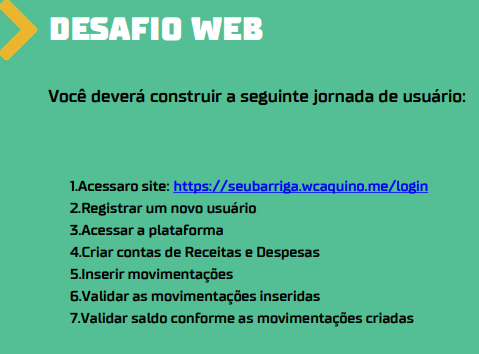 DESAFIO WEB
Você deverá construir a seguinte jornada de usuário:
1.Acessaro site: https://seubarriga.wcaquino.me/login
2.Registrar um novo usuário
3.Acessar a plataforma
4.Criar contas de Receitas e Despesas
5.Inserir movimentações
6.Validar as movimentações inseridas
7.Validar saldo conforme as movimentações criadas